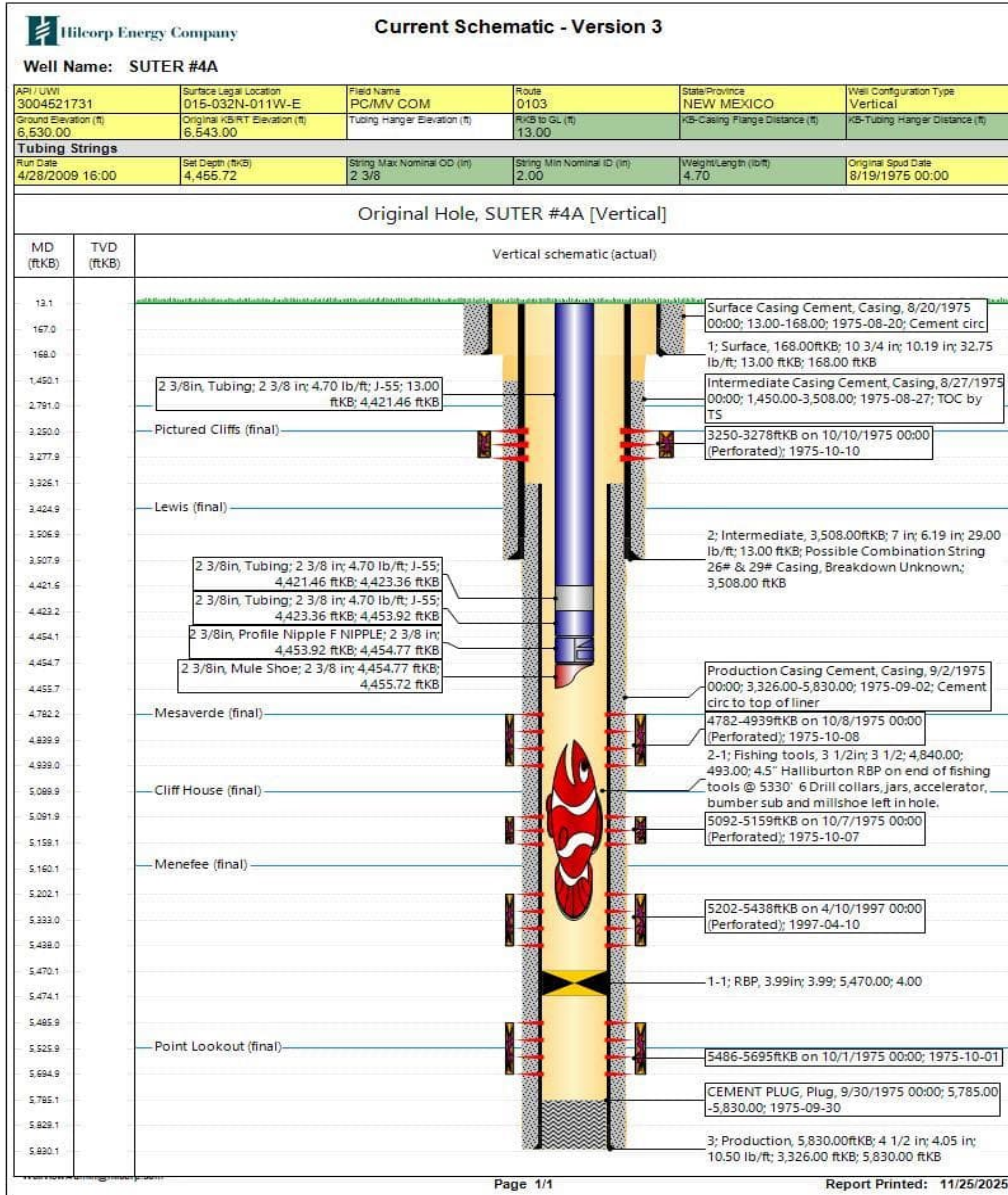 Hilcorp Energy Company
Current Schematic - Version 3
Well Name: SUTER #4A
API / UWI
3004521731
Surface Legal Location
015-032N-011W-E
Field Name
PC/MV COM
Route
0103
State/Province
NEW MEXICO
Well Configuration Type
Vertical
Ground Elevation (ft)
6,530.00
Original KB/RT Elevation (ft)
6,543.00
Tubing Hanger Elevation (ft)
RKB to GL (ft)
13.00
KB-Casing Flange Distance (ft)
KB-Tubing Hanger Distance (ft)
Tubing Strings
Run Date
4/28/2009 16:00
Set Depth (ftKB)
4,455.72
String Max Nominal OD (in)
2 3/8
String Min Nominal ID (in)
2.00
Weight/Length (lb/ft)
4.70
Original Spud Date
8/19/1975 00:00
Original Hole, SUTER #4A [Vertical]
MD
(ftKB)
TVD
(ftKB)
Vertical schematic (actual)
13.1
167.0
168.0
1,450.1
2,791.0
3,250.0
3,277.9
3,326.1
3,424.9
3,506.9
3,507.9
4,421.6
4,423.2
4,454.1
4,454.7
4,455.7
4,782.2
4,839.9
4,939.0
5,089.9
5,091.9
5,159.1
5,160.1
5,202.1
5,333.0
5,438.0
5,470.1
5,474.1
5,485.9
5,525.9
5,694.9
5,785.1
5,829.1
5,830.1
2 3/8in, Tubing; 2 3/8 in; 4.70 lb/ft; J-55; 13.00
ftKB; 4,421.46 ftKB
Pictured Cliffs (final)
Lewis (final)
2 3/8in, Tubing; 2 3/8 in; 4.70 lb/ft; J-55;
4,421.46 ftKB; 4,423.36 ftKB
2 3/8in, Tubing; 2 3/8 in; 4.70 lb/ft; J-55;
4,423.36 ftKB; 4,453.92 ftKB
2 3/8in, Profile Nipple F NIPPLE; 2 3/8 in;
4,453.92 ftKB; 4,454.77 ftKB
2 3/8in, Mule Shoe; 2 3/8 in; 4,454.77 ftKB;
4,455.72 ftKB
Mesaverde (final)
Cliff House (final)
Menefee (final)
Point Lookout (final)
Surface Casing Cement, Casing, 8/20/1975
00:00; 13.00-168.00; 1975-08-20; Cement circ
1; Surface, 168.00ftKB; 10 3/4 in; 10.19 in; 32.75
lb/ft; 13.00 ftKB; 168.00 ftKB
Intermediate Casing Cement, Casing, 8/27/1975
00:00; 1,450.00-3,508.00; 1975-08-27; TOC by
TS
3250-3278ftKB on 10/10/1975 00:00
(Perforated); 1975-10-10
2; Intermediate, 3,508.00ftKB; 7 in; 6.19 in; 29.00
lb/ft; 13.00 ftKB; Possible Combination String
26# & 29# Casing, Breakdown Unknown.;
3,508.00 ftKB
Production Casing Cement, Casing, 9/2/1975
00:00; 3,326.00-5,830.00; 1975-09-02; Cement
circ to top of liner
4782-4939ftKB on 10/8/1975 00:00
(Perforated); 1975-10-08
2-1; Fishing tools, 3 1/2in; 3 1/2; 4,840.00;
493.00; 4.5" Halliburton RBP on end of fishing
tools @ 5330' 6 Drill collars, jars, accelerator,
bumber sub and millshoe left in hole.
5092-5159ftKB on 10/7/1975 00:00
(Perforated); 1975-10-07
5202-5438ftKB on 4/10/1997 00:00
(Perforated); 1997-04-10
1-1; RBP, 3.99in; 3.99; 5,470.00; 4.00
5486-5695ftKB on 10/1/1975 00:00; 1975-10-01
CEMENT PLUG, Plug, 9/30/1975 00:00; 5,785.00
-5,830.00; 1975-09-30
3; Production, 5,830.00ftKB; 4 1/2 in; 4.05 in;
10.50 lb/ft; 3,326.00 ftKB; 5,830.00 ftKB
Page 1/1
Report Printed: 11/25/2025